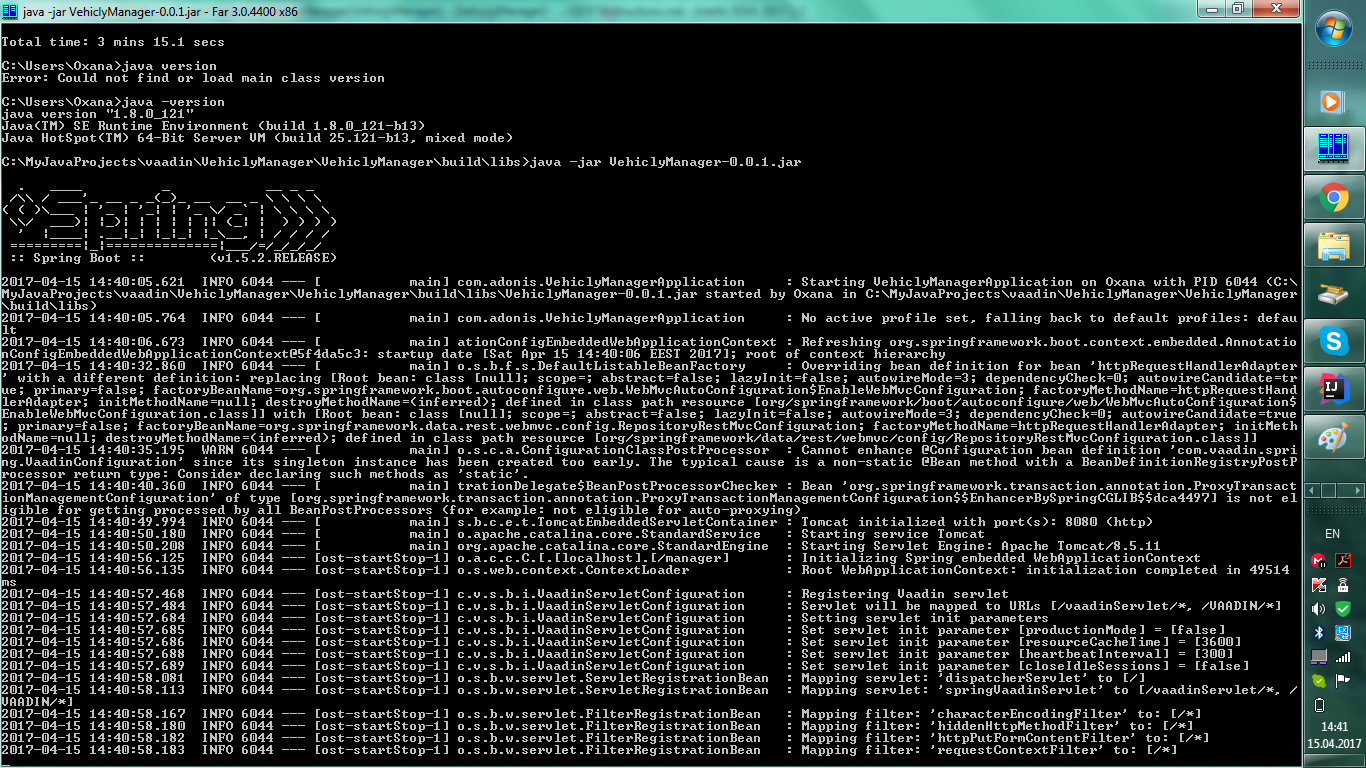 java -jar VehiclyManager-0.0.1.jar - Far 3.0.4400 x86
Total time: 3 mins 15.1 secs
C:\Users\Oxana>java version
Error: Could not find or load main class version
C:\Users\Oxana>java -version
java version "1.8.0_121"
Java(TM) SE Runtime Environment (build 1.8.0_121-b13)
Java HotSpot(TM) 64-Bit Server VM (build 25.121-b13, mixed mode)
C:\MyJavaProjects\vaadin\VehiclyManager\VehiclyManager\build\libs>java -jar VehiclyManager-0.0.1.jar
Spring
:: Spring Boot ::        (v1.5.2.RELEASE)
2017-04-15 14:40:05.621  INFO 6044 --- [           main] com.adonis.VehiclyManagerApplication     : Starting VehiclyManagerApplication on Oxana with PID 6044 (C:\
MyJavaProjects\vaadin\VehiclyManager\VehiclyManager\build\libs\VehiclyManager-0.0.1.jar started by Oxana in C:\MyJavaProjects\vaadin\VehiclyManager\VehiclyManager
\build\libs)
2017-04-15 14:40:05.764  INFO 6044 --- [           main] com.adonis.VehiclyManagerApplication     : No active profile set, falling back to default profiles: defau
lt
2017-04-15 14:40:06.673  INFO 6044 --- [           main] ationConfigEmbeddedWebApplicationContext : Refreshing org.springframework.boot.context.embedded.Annotatio
nConfigEmbeddedWebApplicationContext@5f4da5c3: startup date [Sat Apr 15 14:40:06 EEST 2017]; root of context hierarchy
2017-04-15 14:40:32.860  INFO 6044 --- [           main] o.s.b.f.s.DefaultListableBeanFactory     : Overriding bean definition for bean 'httpRequestHandlerAdapter
' with a different definition: replacing [Root bean: class [null]; scope=; abstract=false; lazyInit=false; autowireMode=3; dependencyCheck=0; autowireCandidate=tr
ue; primary=false; factoryBeanName=org.springframework.boot.autoconfigure.web.WebMvcAutoConfiguration$EnableWebMvcConfiguration; factoryMethodName=httpRequestHand
lerAdapter; initMethodName=null; destroyMethodName=(inferred); defined in class path resource [org/springframework/boot/autoconfigure/web/WebMvcAutoConfiguration$
EnableWebMvcConfiguration.class]] with [Root bean: class [null]; scope=; abstract=false; lazyInit=false; autowireMode=3; dependencyCheck=0; autowireCandidate=true
; primary=false; factoryBeanName=org.springframework.data.rest.webmvc.config.RepositoryRestMvcConfiguration; factoryMethodName=httpRequestHandlerAdapter; initMeth
odName=null; destroyMethodName=(inferred); defined in class path resource [org/springframework/data/rest/webmvc/config/RepositoryRestMvcConfiguration.class]]
2017-04-15 14:40:35.195  WARN 6044 --- [           main] o.s.c.a.ConfigurationClassPostProcessor  : Cannot enhance @Configuration bean definition 'com.vaadin.spri
ng.VaadinConfiguration' since its singleton instance has been created too early. The typical cause is a non-static @Bean method with a BeanDefinitionRegistryPostP
rocessor return type: Consider declaring such methods as 'static'.
2017-04-15 14:40:40.360  INFO 6044 --- [           main] trationDelegate$BeanPostProcessorChecker : Bean 'org.springframework.transaction.annotation.ProxyTransact
ionManagementConfiguration' of type [org.springframework.transaction.annotation.ProxyTransactionManagementConfiguration$$EnhancerBySpringCGLIB$$dca4497] is not el
igible for getting processed by all BeanPostProcessors (for example: not eligible for auto-proxying)
2017-04-15 14:40:49.994  INFO 6044 --- [           main] s.b.c.e.t.TomcatEmbeddedServletContainer : Tomcat initialized with port(s): 8080 (http)
2017-04-15 14:40:50.180  INFO 6044 --- [           main] o.apache.catalina.core.StandardService   : Starting service Tomcat
2017-04-15 14:40:50.208  INFO 6044 --- [           main] org.apache.catalina.core.StandardEngine  : Starting Servlet Engine: Apache Tomcat/8.5.11
2017-04-15 14:40:56.125  INFO 6044 --- [ost-startStop-1] o.a.c.c.C.[.[localhost].[/manager]       : Initializing Spring embedded WebApplicationContext
2017-04-15 14:40:56.135  INFO 6044 --- [ost-startStop-1] o.s.web.context.ContextLoader            : Root WebApplicationContext: initialization completed in 49514
ms
2017-04-15 14:40:57.468  INFO 6044 --- [ost-startStop-1] c.v.s.b.i.VaadinServletConfiguration     : Registering Vaadin servlet
2017-04-15 14:40:57.484  INFO 6044 --- [ost-startStop-1] c.v.s.b.i.VaadinServletConfiguration     : Servlet will be mapped to URLs [/vaadinServlet/*, /VAADIN/*]
2017-04-15 14:40:57.684  INFO 6044 --- [ost-startStop-1] c.v.s.b.i.VaadinServletConfiguration     : Setting servlet init parameters
2017-04-15 14:40:57.685  INFO 6044 --- [ost-startStop-1] c.v.s.b.i.VaadinServletConfiguration     : Set servlet init parameter [productionMode] = [false]
2017-04-15 14:40:57.686  INFO 6044 --- [ost-startStop-1] c.v.s.b.i.VaadinServletConfiguration     : Set servlet init parameter [resourceCacheTime] = [3600]
2017-04-15 14:40:57.688  INFO 6044 --- [ost-startStop-1] c.v.s.b.i.VaadinServletConfiguration     : Set servlet init parameter [heartbeatInterval] = [300]
2017-04-15 14:40:57.689  INFO 6044 --- [ost-startStop-1] c.v.s.b.i.VaadinServletConfiguration     : Set servlet init parameter [closeIdleSessions] = [false]
2017-04-15 14:40:58.081  INFO 6044 --- [ost-startStop-1] o.s.b.w.servlet.ServletRegistrationBean  : Mapping servlet: 'dispatcherServlet' to [/]
2017-04-15 14:40:58.113  INFO 6044 --- [ost-startStop-1] o.s.b.w.servlet.ServletRegistrationBean  : Mapping servlet: 'springVaadinServlet' to [/vaadinServlet/*, /
VAADIN/*]
2017-04-15 14:40:58.167  INFO 6044 --- [ost-startStop-1] o.s.b.w.servlet.FilterRegistrationBean   : Mapping filter: 'characterEncodingFilter' to: [/*]
2017-04-15 14:40:58.180  INFO 6044 --- [ost-startStop-1] o.s.b.w.servlet.FilterRegistrationBean   : Mapping filter: 'hiddenHttpMethodFilter' to: [/*]
2017-04-15 14:40:58.182  INFO 6044 --- [ost-startStop-1] o.s.b.w.servlet.FilterRegistrationBean   : Mapping filter: 'httpPutFormContentFilter' to: [/*]
2017-04-15 14:40:58.183  INFO 6044 --- [ost-startStop-1] o.s.b.w.servlet.FilterRegistrationBean   : Mapping filter: 'requestContextFilter' to: [/*]
EN
14:41
15.04.2017